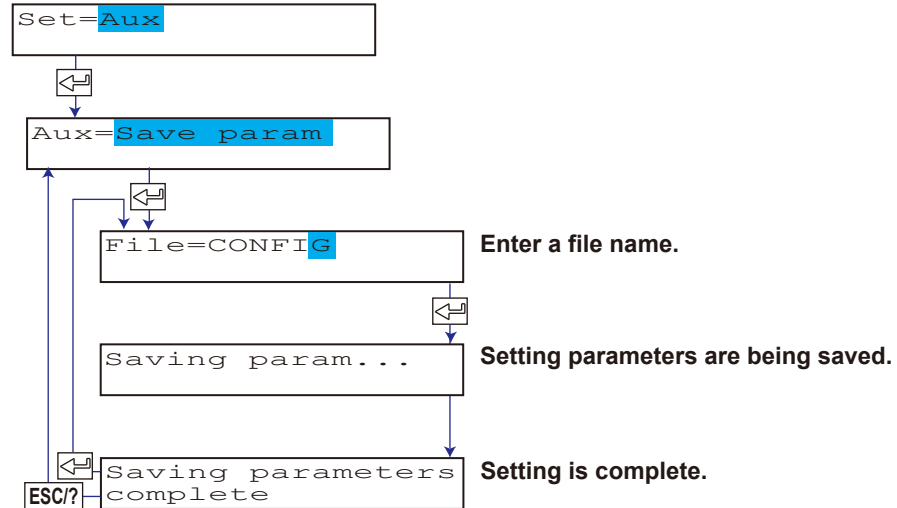 Set=Aux
Aux=Save param
File=CONFIG
Enter a file name.
Saving param...
Setting parameters are being saved.
Saving parameters
complete
Setting is complete.
ESC/?